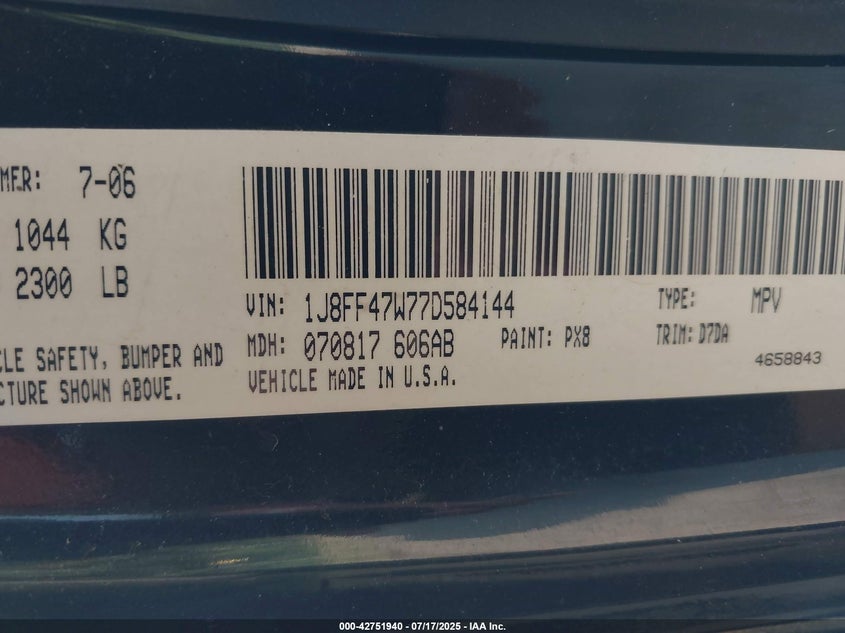 MFR: 7-06
1044 KG
2300 LB
VIN: 1J8FF47W77D584144
TYPE: MPV
MDH: 070817 606AB PAINT: PX8 TRIM: D7DA
4658843
CLE SAFETY, BUMPER AND
VEHICLE MADE IN U.S.A.
CTURE SHOWN ABOVE.
000-42751940 - 07/17/2025 - IAA Inc.